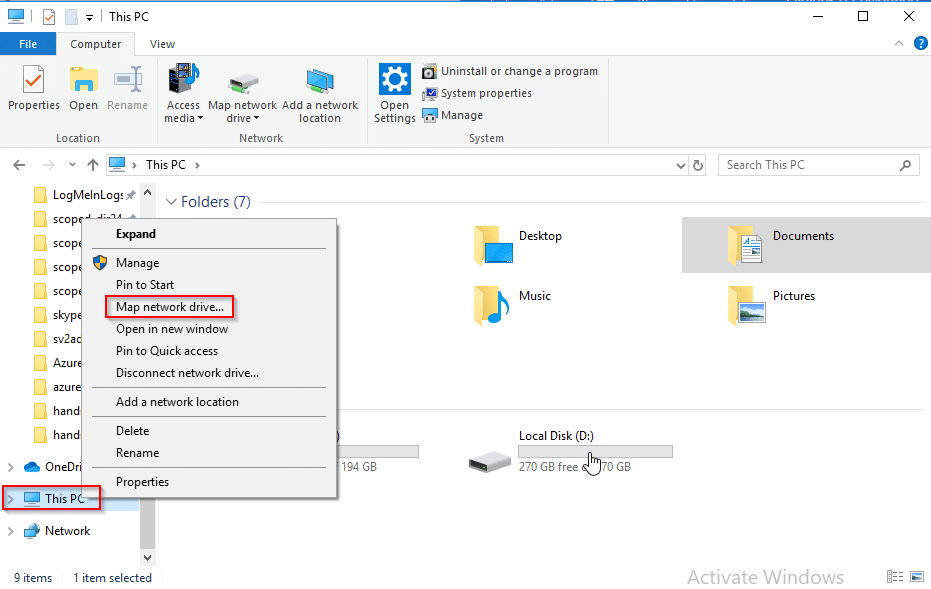 This PC
File
Computer
View
Properties
Open
Rename
Location
Access media
Map network drive
Add a network location
Network
Open Settings
Uninstall or change a program
System properties
Manage
System
This PC
Search This PC
LogMeInLogs
scoped_dir24
scope
scope
scope
skype
sv2ad
Azure
azure
hand
hand
OneDri
This PC
Network
Expand
Manage
Pin to Start
Map network drive...
Open in new window
Pin to Quick access
Disconnect network drive...
Add a network location
Delete
Rename
Properties
Folders (7)
Desktop
Documents
Music
Pictures
)
194 GB
Local Disk (D:)
270 GB free 70 GB
9 items
1 item selected
Activate Windows